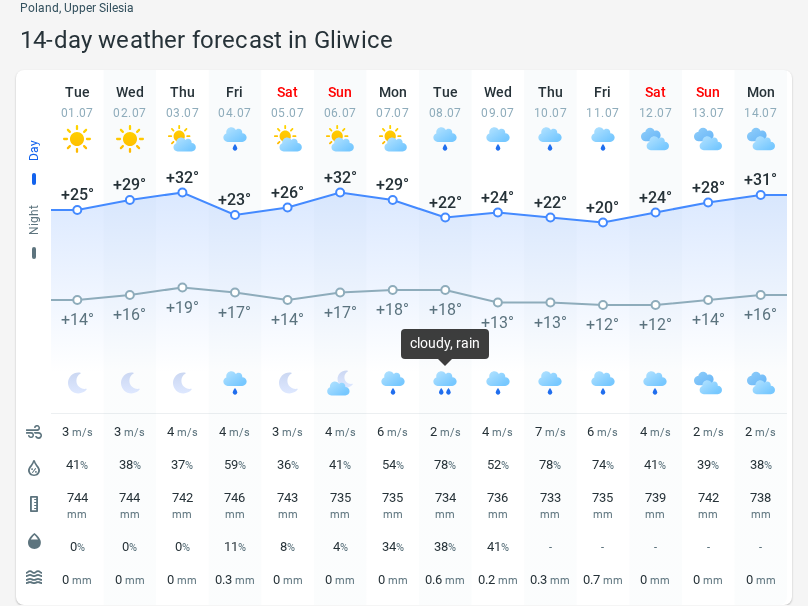 Poland, Upper Silesia
14-day weather forecast in Gliwice
Tue Wed Thu Fri Sat Sun Mon Tue Wed Thu Fri Sat Sun Mon
01.07 02.07 03.07 04.07 05.07 06.07 07.07 08.07 09.07 10.07 11.07 12.07 13.07 14.07
Day
+25° +29° +32° +23° +26° +32° +29° +22° +24° +22° +20° +24° +28° +31°
Night
+14° +16° +19° +17° +14° +17° +18° +18° +13° +13° +12° +12° +14° +16°
cloudy, rain
3 m/s 3 m/s 4 m/s 4 m/s 3 m/s 4 m/s 6 m/s 2 m/s 4 m/s 7 m/s 6 m/s 4 m/s 2 m/s 2 m/s
41% 38% 37% 59% 36% 41% 54% 78% 52% 78% 74% 41% 39% 38%
744 744 742 746 743 735 735 734 736 733 735 739 742 738
mm mm mm mm mm mm mm mm mm mm mm mm mm mm
0% 0% 0% 11% 8% 4% 34% 38% 41% - - - - -
0 mm 0 mm 0 mm 0.3 mm 0 mm 0 mm 0 mm 0.6 mm 0.2 mm 0.3 mm 0.7 mm 0 mm 0 mm 0 mm